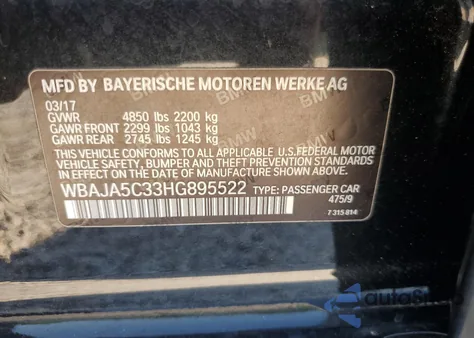 MFD BY BAYERISCHE MOTOREN WERKE AG
03/17
GVWR 4850 lbs 2200 kg
GAWR FRONT 2299 lbs 1043 kg
GAWR REAR 2745 lbs 1245 kg
THIS VEHICLE CONFORMS TO ALL APPLICABLE U.S. FEDERAL MOTOR
VEHICLE SAFETY, BUMPER AND THEFT PREVENTION STANDARDS
IN EFFECT ON THE DATE OF MANUFACTURE SHOWN ABOVE.
WBAJA5C33HG895522 TYPE: PASSENGER CAR
475/9
7 315 814